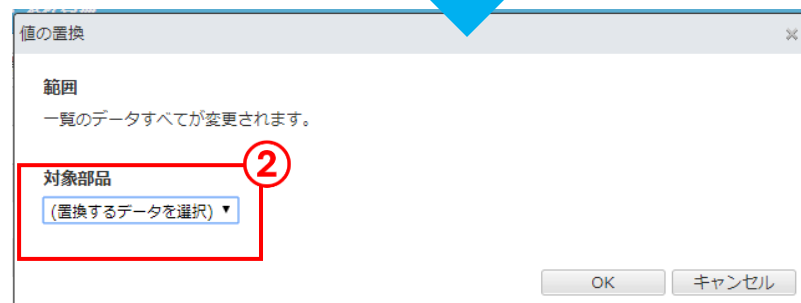 値の置換
範囲
一覧のデータすべてが変更されます。
対象部品
②
(置換するデータを選択) ▼
OK キャンセル